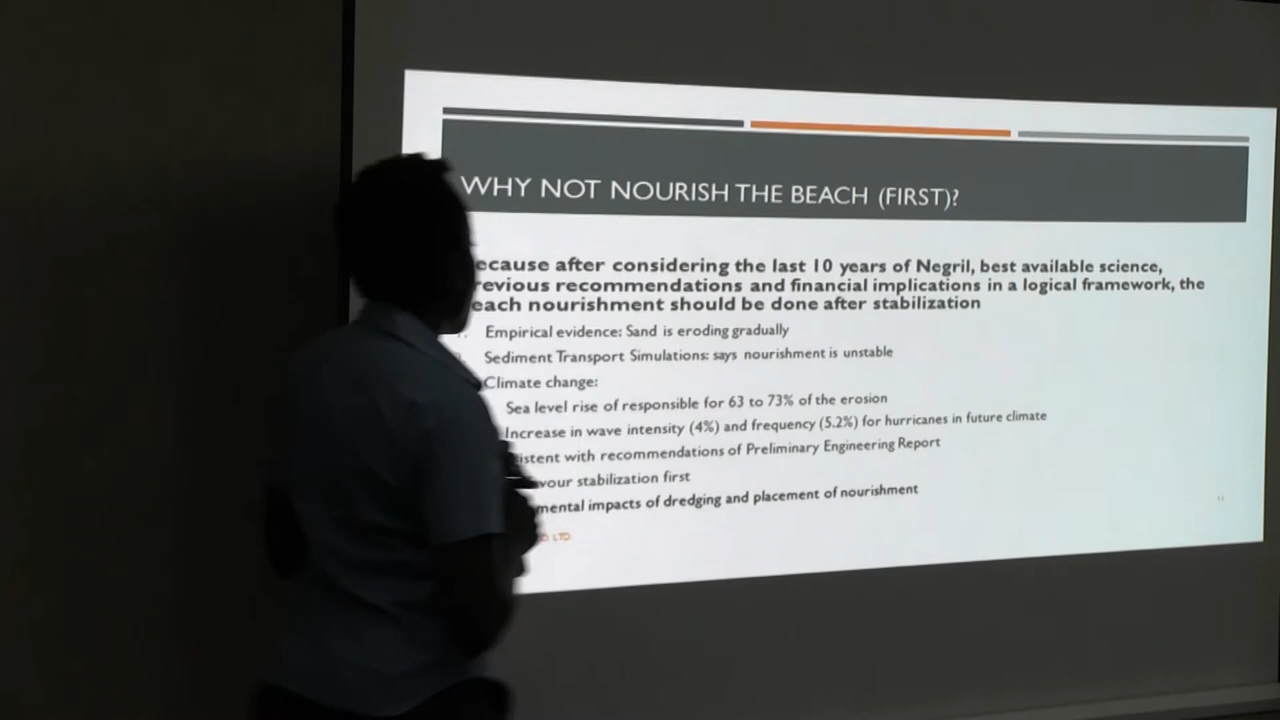 WHY NOT NOURISH THE BEACH (FIRST)?
ecause after considering the last 10 years of Negril, best available science,
revious recommendations and financial implications in a logical framework, the
each nourishment should be done after stabilization
Empirical evidence: Sand is eroding gradually
Sediment Transport Simulations: says nourishment is unstable
Climate change:
Sea level rise of responsible for 63 to 73% of the erosion
Increase in wave intensity (4%) and frequency (5.2%) for hurricanes in future climate
istent with recommendations of Preliminary Engineering Report
vour stabilization first
mental impacts of dredging and placement of nourishment
LTD